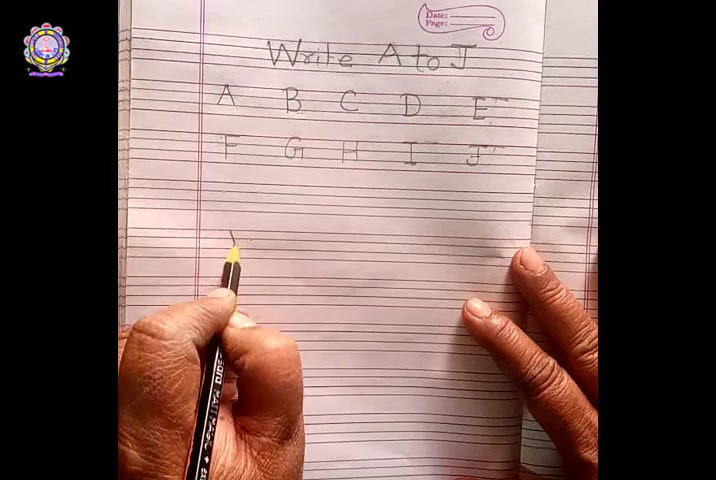 Date:
Page:
Write A to J
A B C D E
F G H I J